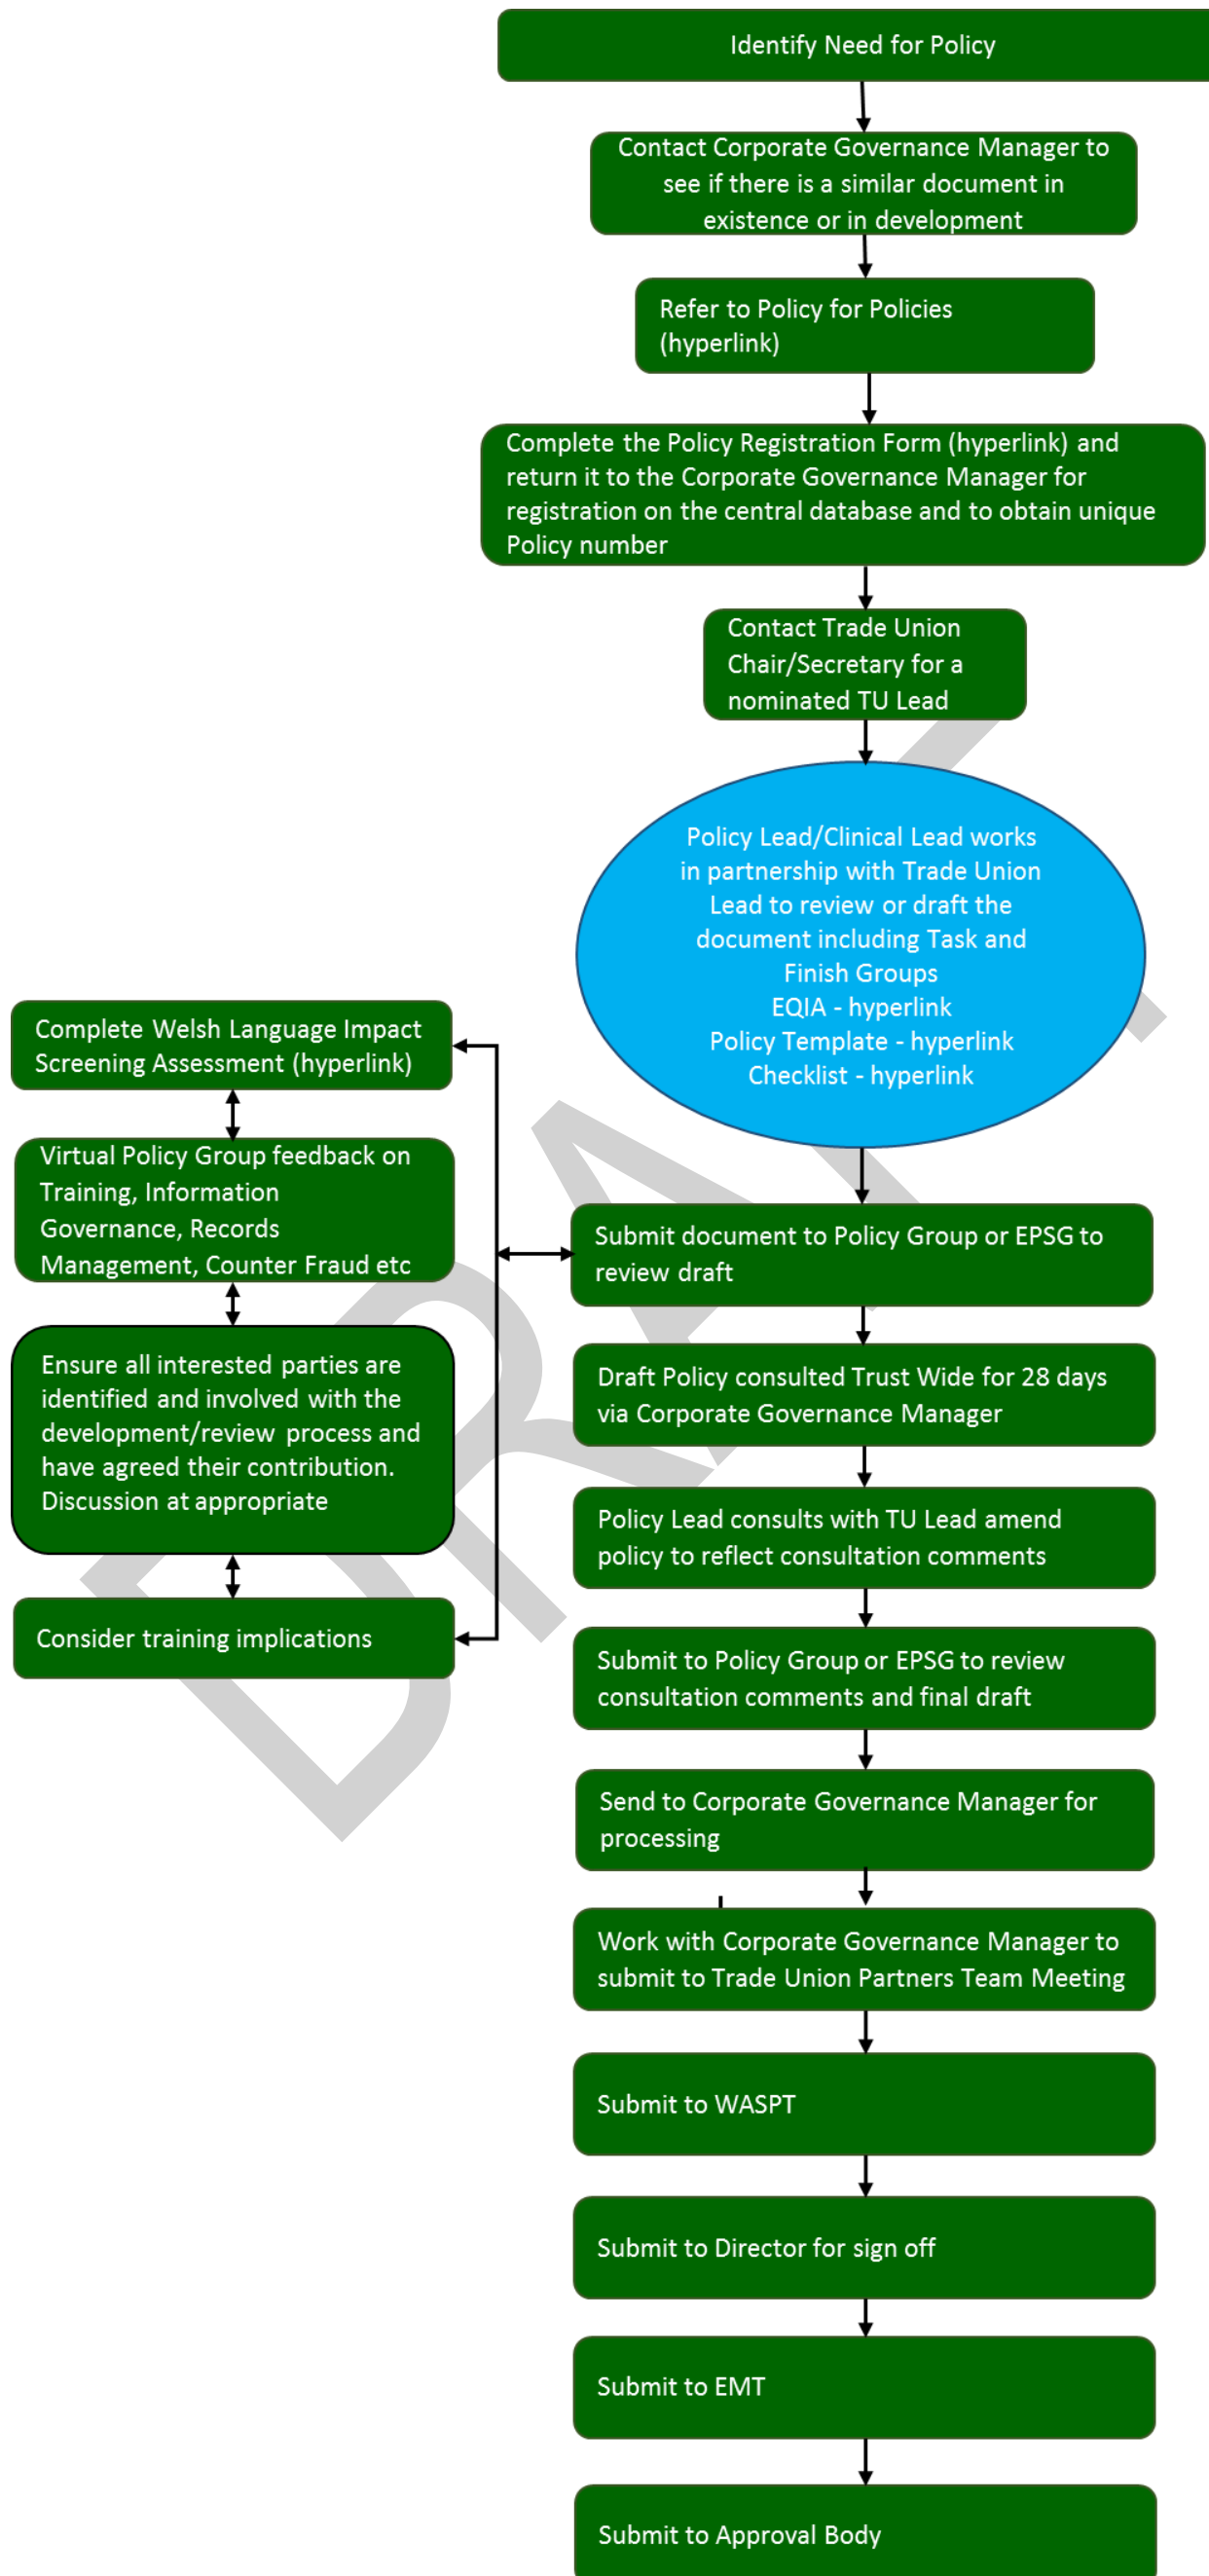 Identify Need for Policy
Contact Corporate Governance Manager to
see if there is a similar document in
existence or in development
Refer to Policy for Policies
(hyperlink)
Complete the Policy Registration Form (hyperlink) and
return it to the Corporate Governance Manager for
registration on the central database and to obtain unique
Policy number
Contact Trade Union
Chair/Secretary for a
nominated TU Lead
Policy Lead/Clinical Lead works
in partnership with Trade Union
Lead to review or draft the
document including Task and
Finish Groups
EQIA - hyperlink
Policy Template - hyperlink
Checklist - hyperlink
Complete Welsh Language Impact
Screening Assessment (hyperlink)
Virtual Policy Group feedback on
Training, Information
Governance, Records
Management, Counter Fraud etc
Ensure all interested parties are
identified and involved with the
development/review process and
have agreed their contribution.
Discussion at appropriate
Consider training implications
Submit document to Policy Group or EPSG to
review draft
Draft Policy consulted Trust Wide for 28 days
via Corporate Governance Manager
Policy Lead consults with TU Lead amend
policy to reflect consultation comments
Submit to Policy Group or EPSG to review
consultation comments and final draft
Send to Corporate Governance Manager for
processing
Work with Corporate Governance Manager to
submit to Trade Union Partners Team Meeting
Submit to WASPT
Submit to Director for sign off
Submit to EMT
Submit to Approval Body
DRAFT